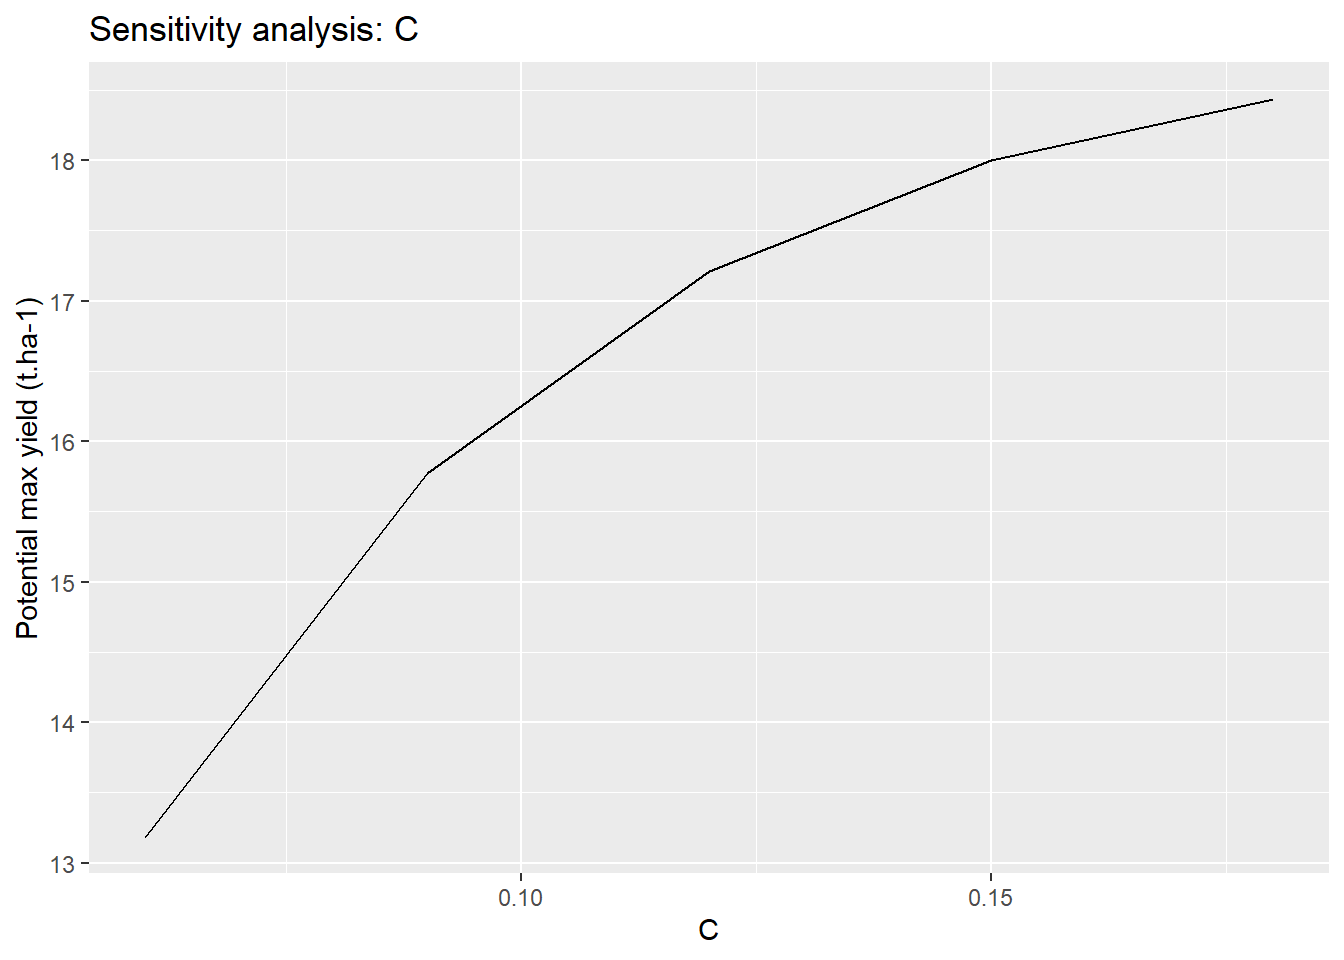 Sensitivity analysis: C
Potential max yield (t.ha-1)
18
17
16
15
14
13
0.10
0.15
C